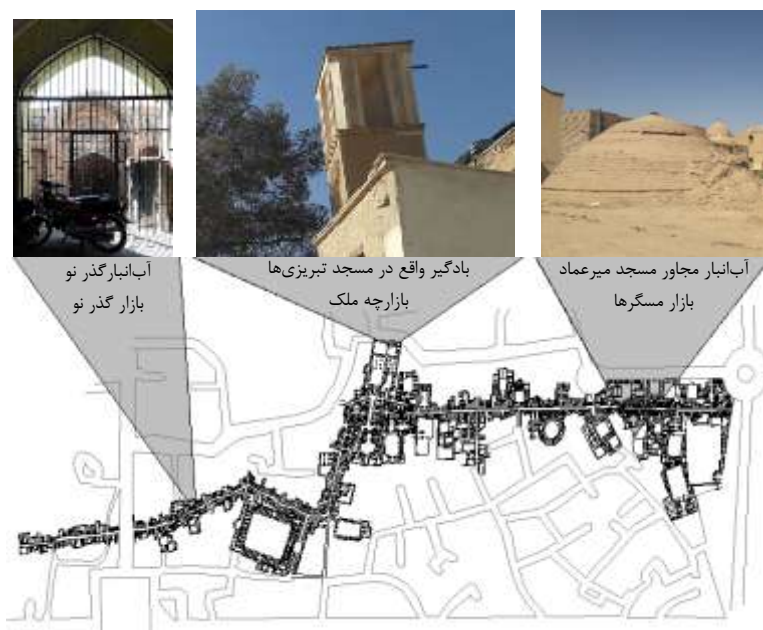 آب‌انبار مجاور مسجد میرعماد
بازار مسگرها
بادگیر واقع در مسجد تبریزی‌ها
بازارچه ملک
آب‌انبارگذر نو
بازار گذر نو